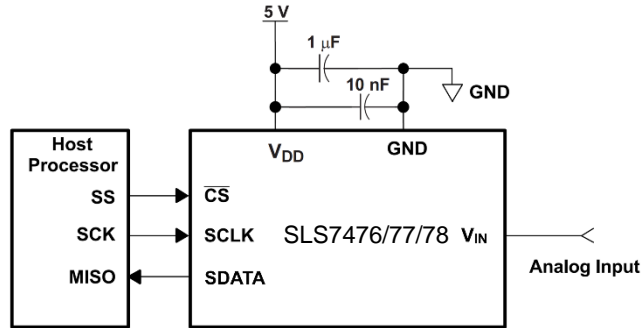 5 V
1 μF
10 nF
GND
Host
Processor
V_DD
GND
SS
C̅S̅
SCK
SCLK
SLS7476/77/78
V_IN
MISO
SDATA
Analog Input